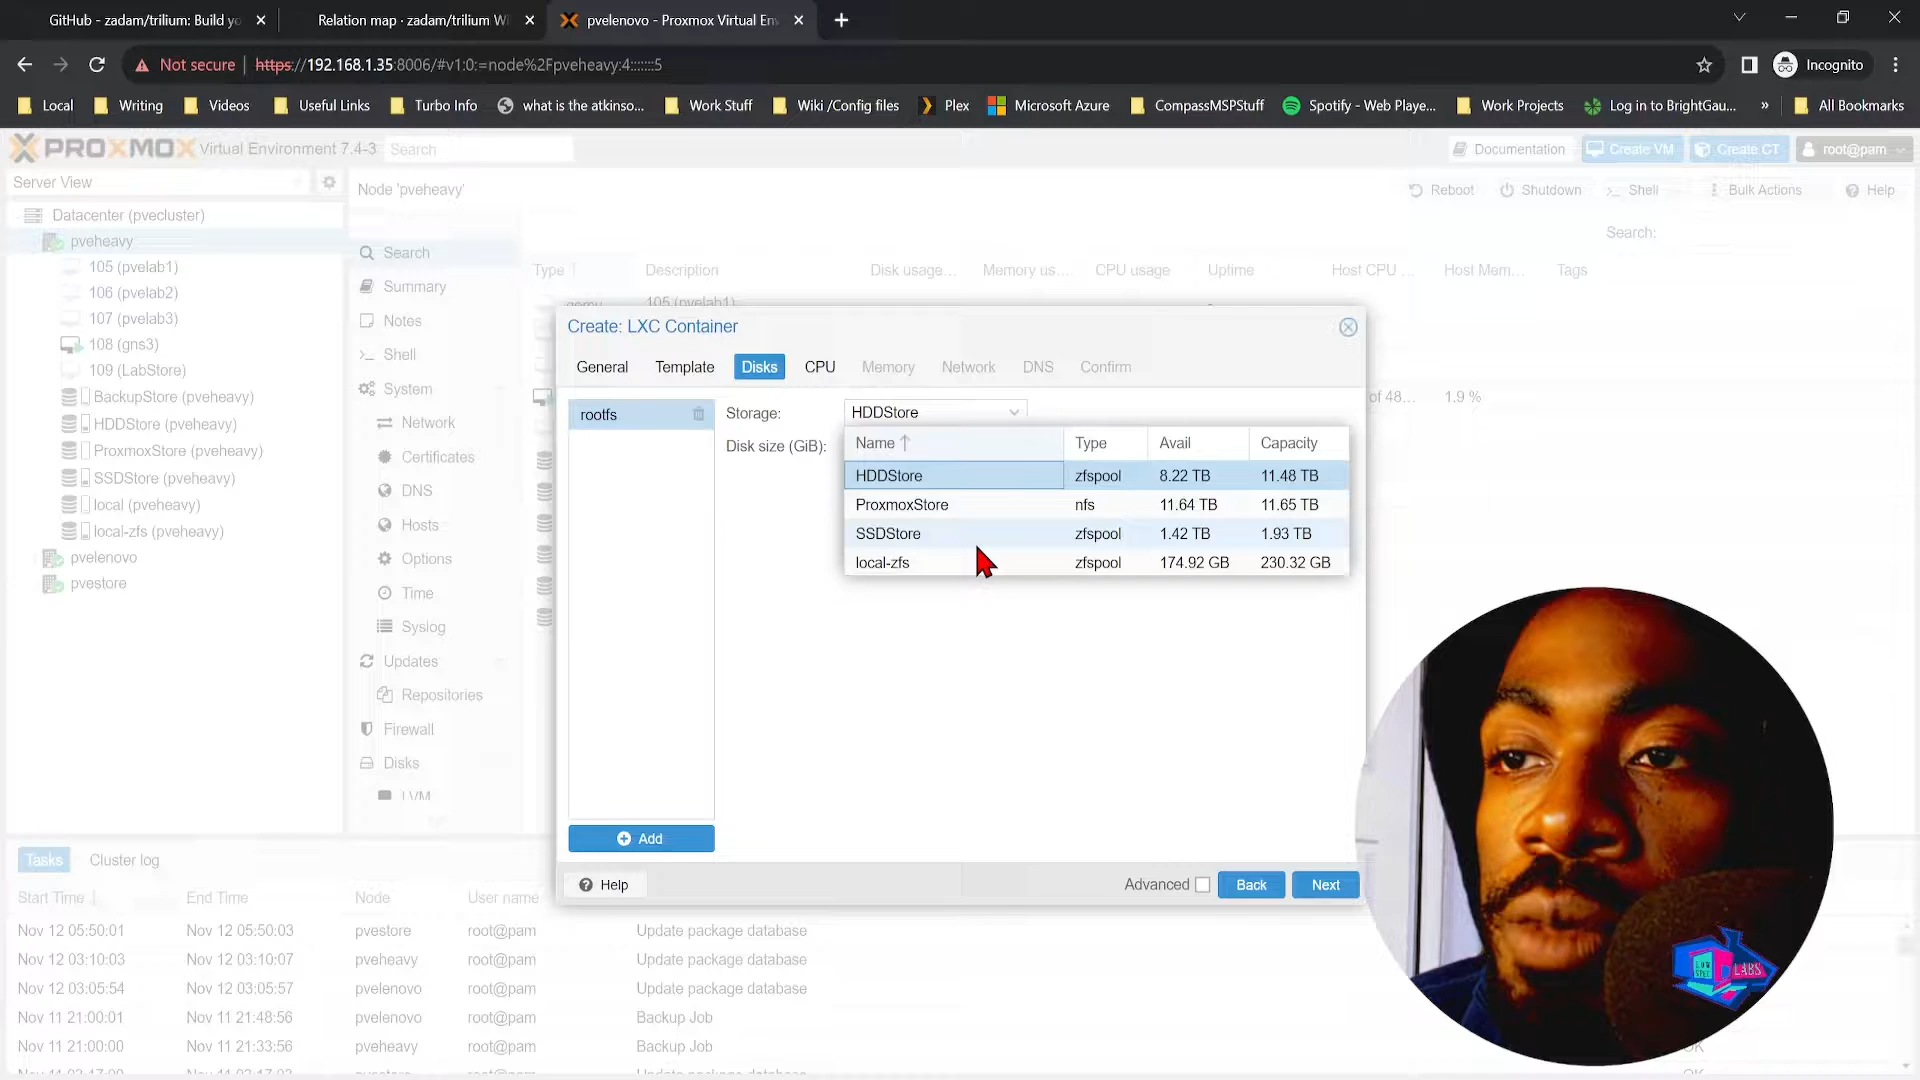 GitHub - zadam/trilium: Build yo
Relation map · zadam/trilium Wi
pvelenovo - Proxmox Virtual En
Not secure
https://192.168.1.35:8006/#v1:0:=node%2Fpveheavy:4:::::::5
Incognito
Local Writing Videos Useful Links Turbo Info what is the atkinso... Work Stuff Wiki /Config files Plex Microsoft Azure CompassMSPStuff Spotify - Web Playe... Work Projects Log in to BrightGau... » All Bookmarks
PROXMOX Virtual Environment 7.4-3 Search
Documentation Create VM Create CT root@pam
Server View
Node 'pveheavy'
Reboot Shutdown Shell Bulk Actions Help
Datacenter (pvecluster)
pveheavy
105 (pvelab1)
106 (pvelab2)
107 (pvelab3)
108 (gns3)
109 (LabStore)
BackupStore (pveheavy)
HDDStore (pveheavy)
ProxmoxStore (pveheavy)
SSDStore (pveheavy)
local (pveheavy)
local-zfs (pveheavy)
pvelenovo
pvestore
Search
Summary
Notes
Shell
System
Network
Certificates
DNS
Hosts
Options
Time
Syslog
Updates
Repositories
Firewall
Disks
LVM
Search:
Type Description Disk usage... Memory us... CPU usage Uptime Host CPU ... Host Mem... Tags
qemu 105 (pvelab1) -
of 48... 1.9 %
Create: LXC Container
General Template Disks CPU Memory Network DNS Confirm
rootfs
Storage: HDDStore
Disk size (GiB):
Name Type Avail Capacity
HDDStore zfspool 8.22 TB 11.48 TB
ProxmoxStore nfs 11.64 TB 11.65 TB
SSDStore zfspool 1.42 TB 1.93 TB
local-zfs zfspool 174.92 GB 230.32 GB
Add
Help
Advanced Back Next
Tasks Cluster log
Start Time End Time Node User name
Nov 12 05:50:01 Nov 12 05:50:03 pvestore root@pam Update package database
Nov 12 03:10:03 Nov 12 03:10:07 pveheavy root@pam Update package database
Nov 12 03:05:54 Nov 12 03:05:57 pvelenovo root@pam Update package database
Nov 11 21:00:01 Nov 11 21:48:56 pvelenovo root@pam Backup Job
Nov 11 21:00:00 Nov 11 21:33:56 pveheavy root@pam Backup Job
OK
LOW
SPEC
LABS